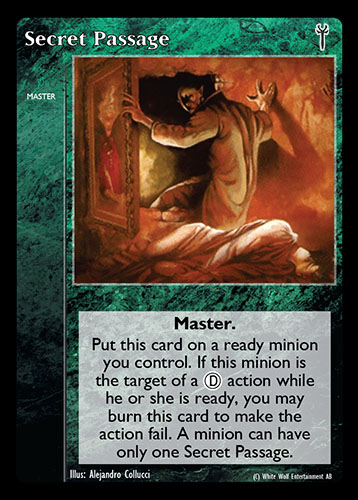 Secret Passage
MASTER
Master.
Put this card on a ready minion
you control. If this minion is
the target of a Ⓓ action while
he or she is ready, you may
burn this card to make the
action fail. A minion can have
only one Secret Passage.
Illus: Alejandro Collucci
(C) White Wolf Entertainment AB